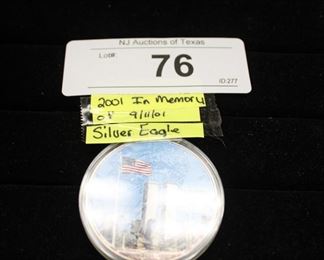 NJ Auctions of Texas
Lot#:
76
ID:277
2001 In Memory
of 9/11/01
Silver Eagle